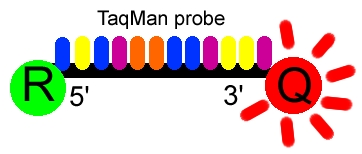 TaqMan probe
R 5' 3' Q